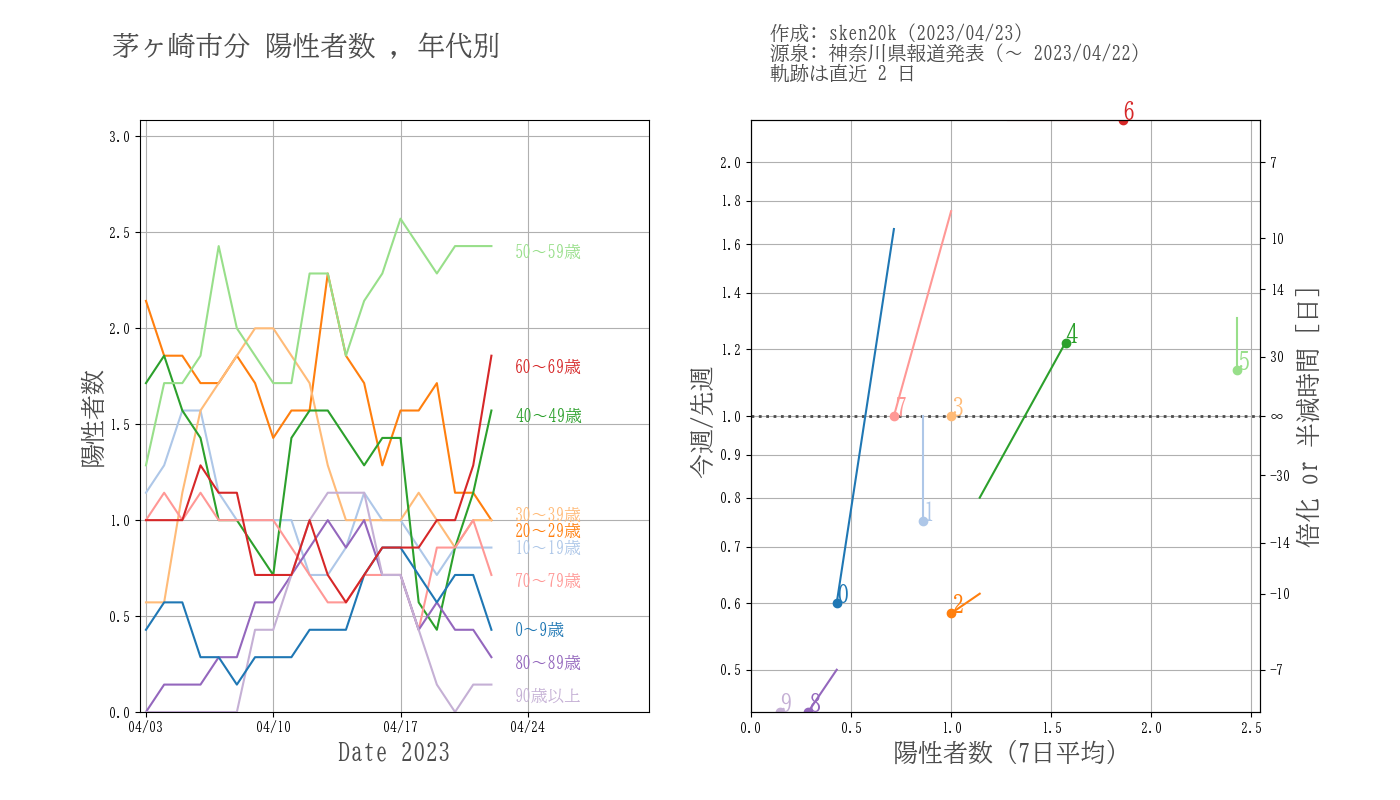 茅ヶ崎市分 陽性者数 , 年代別
作成: sken20k (2023/04/23)
源泉: 神奈川県報道発表 (～ 2023/04/22)
軌跡は直近 2 日
陽性者数
3.0
2.5
2.0
1.5
1.0
0.5
0.0
04/03
04/10
04/17
04/24
Date 2023
50～59歳
60～69歳
40～49歳
30～39歳
20～29歳
10～19歳
70～79歳
0～9歳
80～89歳
90歳以上
今週/先週
2.0
1.8
1.6
1.4
1.2
1.0
0.9
0.8
0.7
0.6
0.5
0.0
0.5
1.0
1.5
2.0
2.5
陽性者数 (7日平均)
6
4
5
7
3
1
0
2
9
8
7
10
14
30
∞
−30
−14
−10
−7
倍化 or 半減時間 [日]